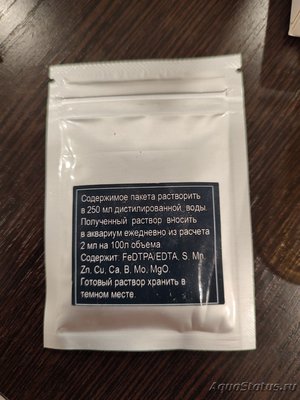 Содержимое пакета растворить
в 250 мл дистилированной воды.
Полученный раствор вносить
в аквариум ежедневно из расчета
2 мл на 100л объема
Содержит: FeDTPA/EDTA, S, Mn,
Zn, Cu, Ca, B, Mo, MgO.
Готовый раствор хранить в
темном месте.
AquaStatus.ru